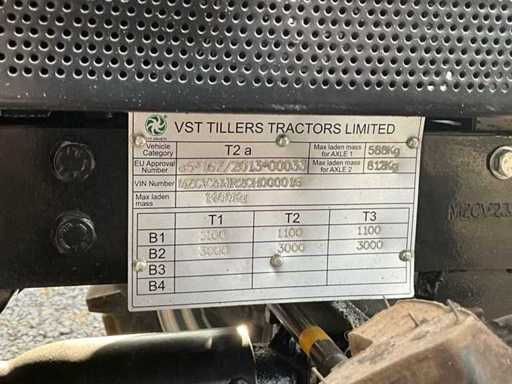 VST TILLERS TRACTORS LIMITED
Vehicle Category T2 a Max laden mass for AXLE 1 588Kg
EU Approval Number Max laden mass for AXLE 2 812Kg
VIN Number
Max laden mass
T1 T2 T3
B1 1100 1100
B2 3000 3000 3000
B3
B4